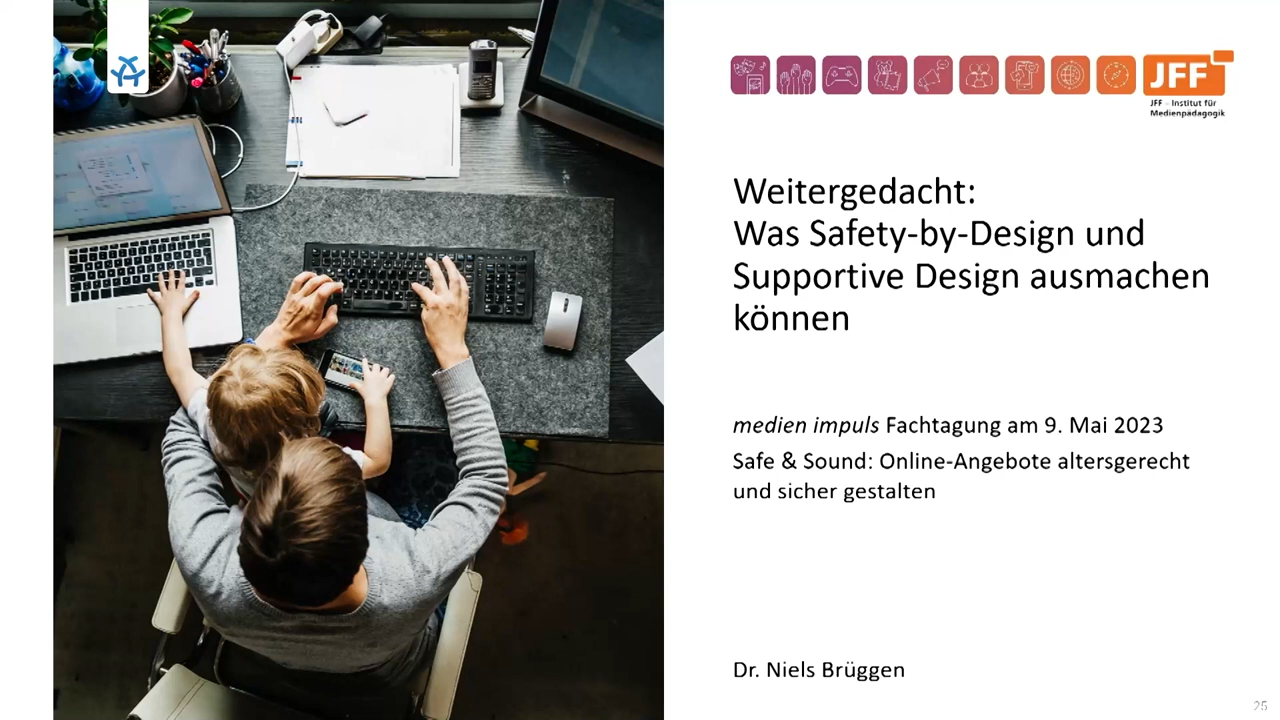 JFF
JFF – Institut für
Medienpädagogik
Weitergedacht:
Was Safety-by-Design und
Supportive Design ausmachen
können
medien impuls Fachtagung am 9. Mai 2023
Safe & Sound: Online-Angebote altersgerecht
und sicher gestalten
Dr. Niels Brüggen
25